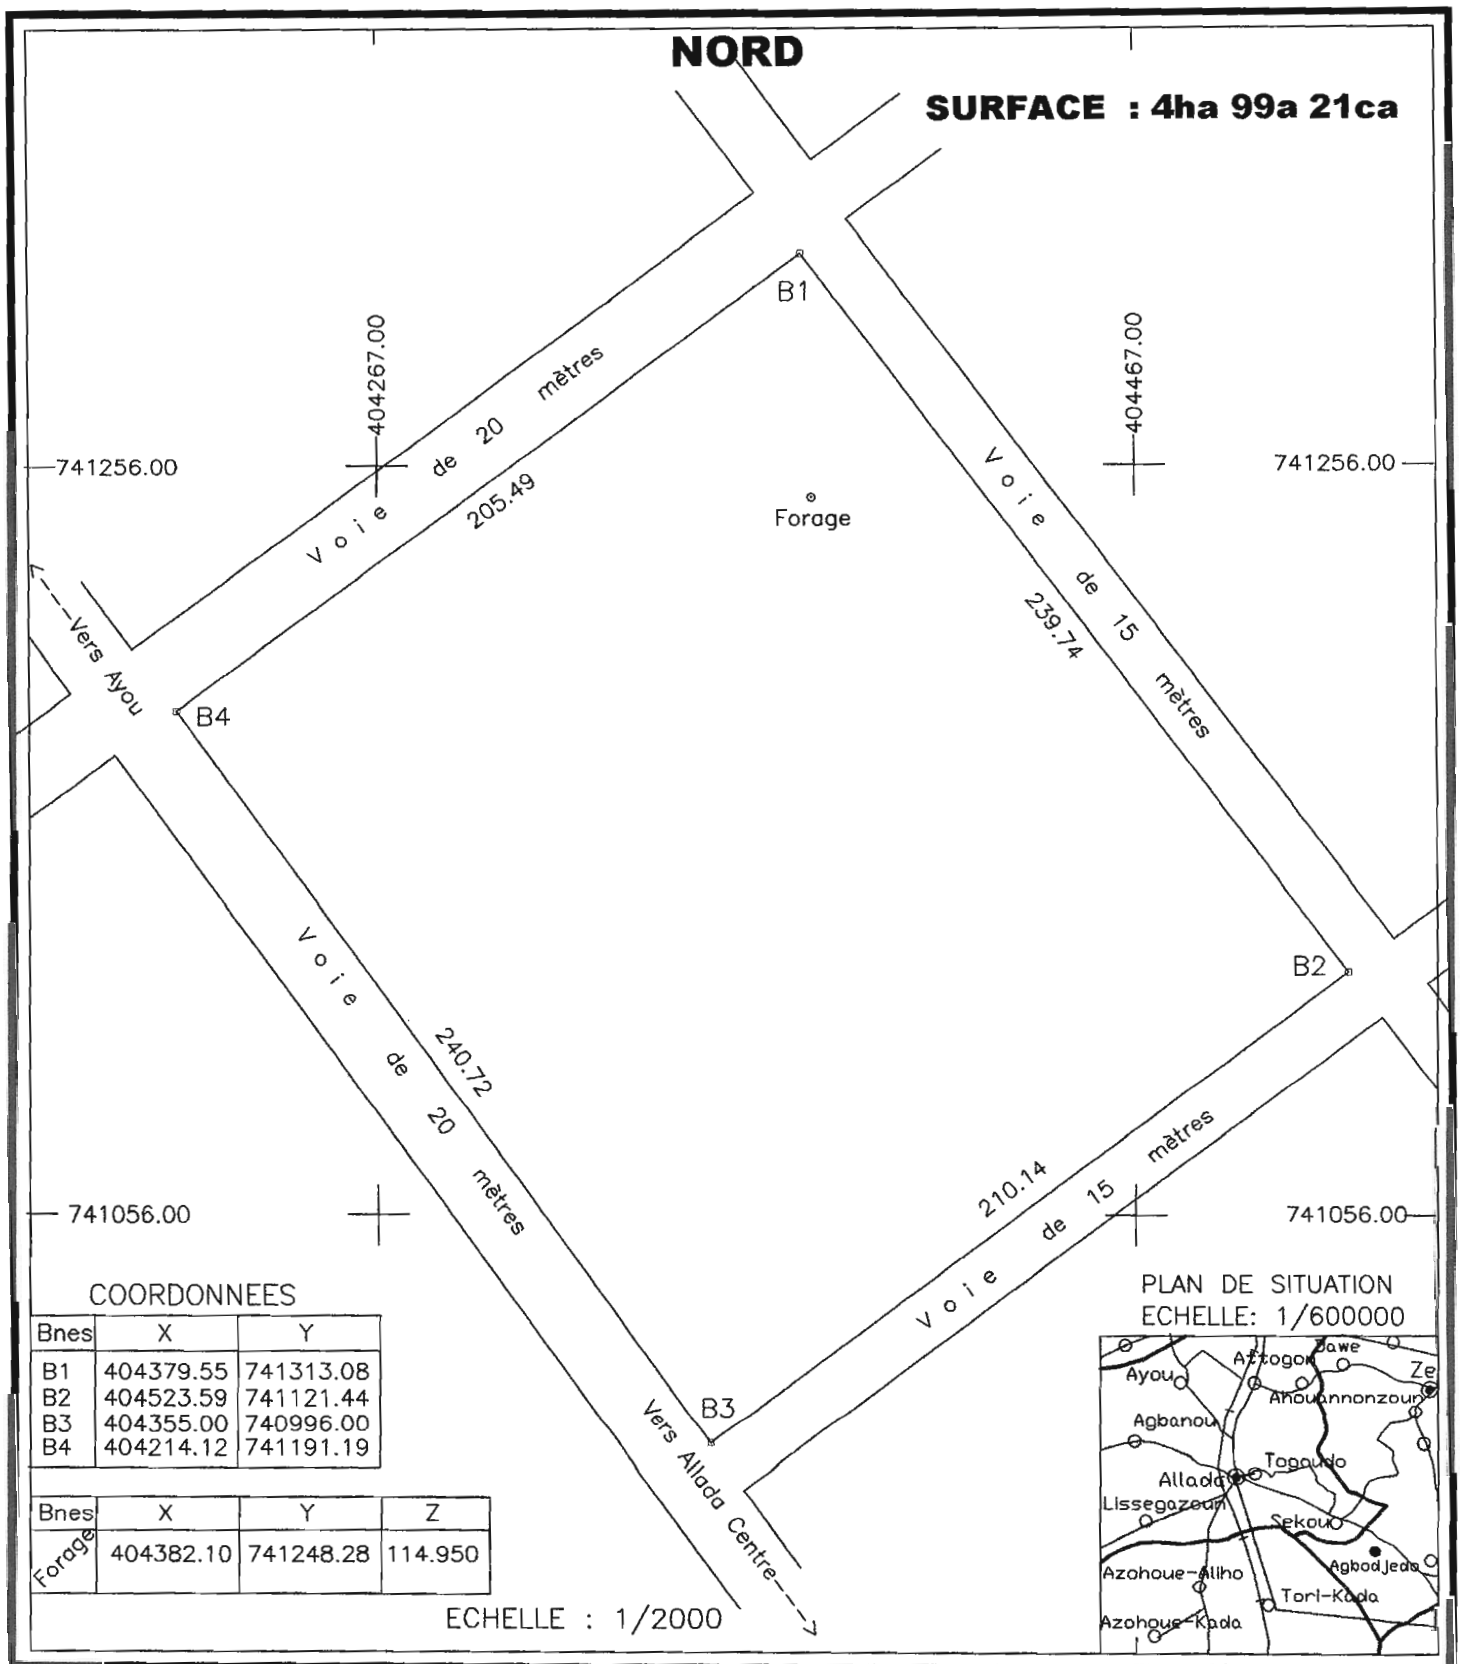 NORD
SURFACE : 4ha 99a 21ca
B1
404267.00
404467.00
Voie de 20 mètres
205.49
741256.00
741256.00
Forage
Voie de 15 mètres
239.74
Vers Ayou
B4
B2
Voie de 20 mètres
240.72
210.14
Voie de 15 mètres
741056.00
741056.00
B3
Vers Allada Centre
COORDONNEES
Bnes X Y
B1 404379.55 741313.08
B2 404523.59 741121.44
B3 404355.00 740996.00
B4 404214.12 741191.19
Bnes X Y Z
Forage 404382.10 741248.28 114.950
ECHELLE : 1/2000
PLAN DE SITUATION
ECHELLE: 1/600000
Dawe
Attogon
Ze
Ayou
Ahouannonzoun
Agbanou
Togoudo
Allada
Lissegazoun
Sekou
Agbodjedo
Azohoue-Aliho
Tori-Kada
Azohoue-Kada